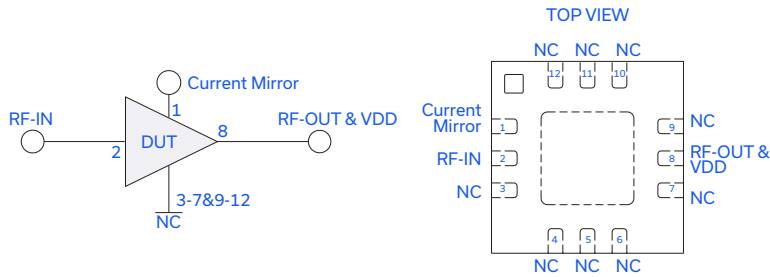 Current Mirror
1
RF-IN
2
DUT
8
RF-OUT & VDD
3-7&9-12
NC
TOP VIEW
NC NC NC
12 11 10
Current
Mirror
1
RF-IN
2
NC
3
9
NC
8
RF-OUT &
VDD
7
NC
4 5 6
NC NC NC